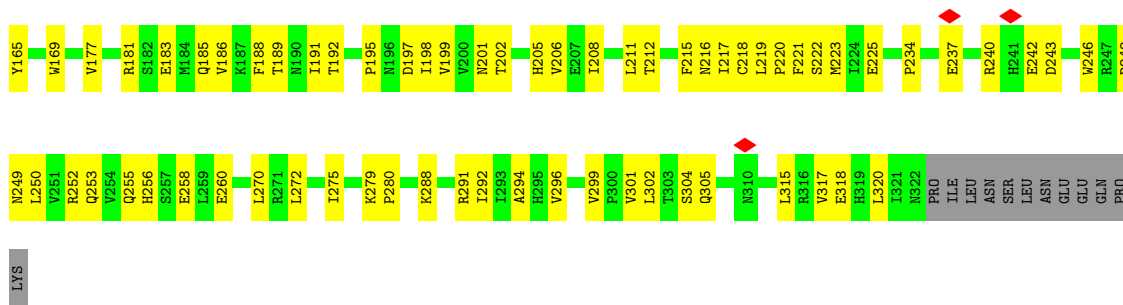 Y165 W169 V177 R181 S182 E183 M184 Q185 V186 K187 F188 T189 N190 I191 T192 P195 N196 D197 I198 V199 V200 N201 T202 H205 V206 E207 I208 L211 T212 F215 N216 I217 C218 L219 P220 F221 S222 M223 I224 E225 P234 E237 R240 H241 E242 D243 W246 R247
N249 L250 V251 R252 Q253 V254 Q255 H256 S257 E258 L259 E260 L270 R271 L272 I275 K279 P280 K288 R291 I292 I293 A294 H295 V296 V299 P300 V301 L302 T303 S304 Q305 N310 L315 R316 V317 E318 H319 L320 I321 N322 PRO ILE LEU ASN SER LEU ASN GLU GLU GLN PRO
LYS